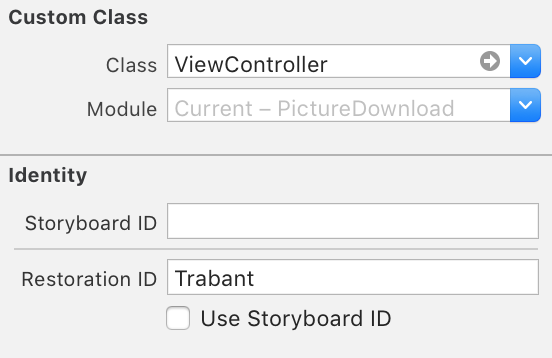 Custom Class
Class ViewController
Module Current – PictureDownload
Identity
Storyboard ID
Restoration ID Trabant
Use Storyboard ID